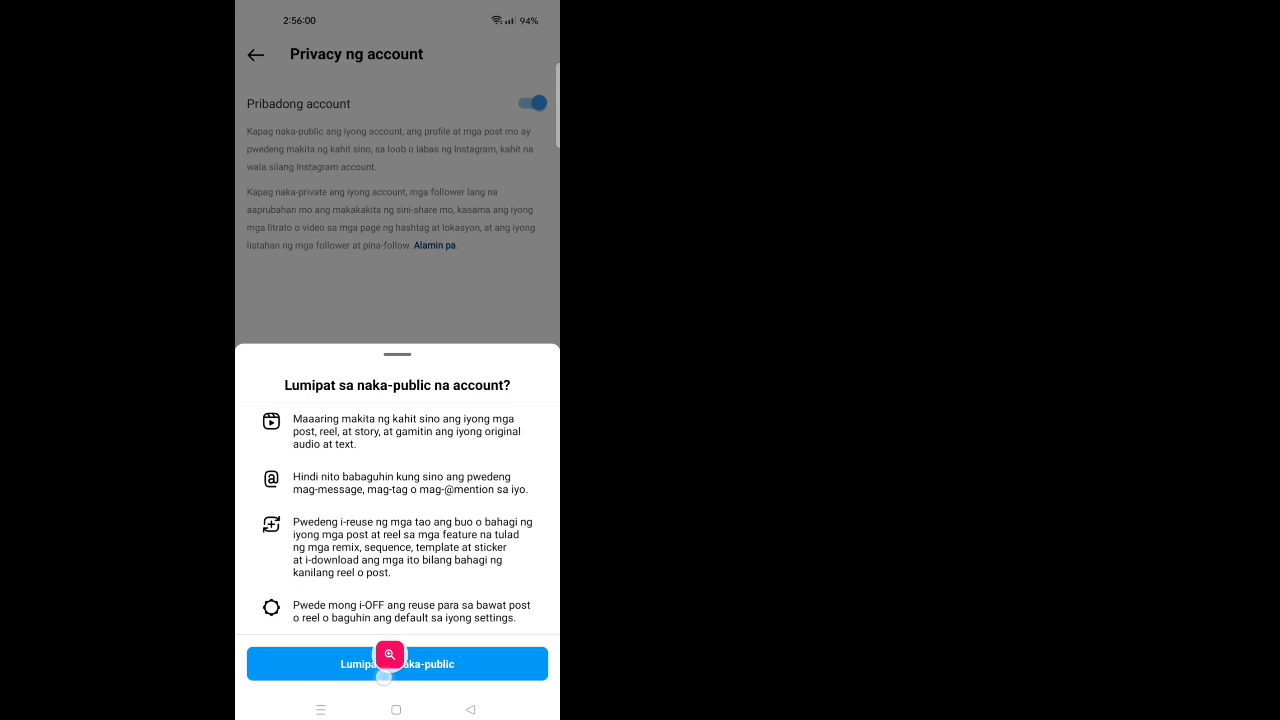 2:56:00 94%
Privacy ng account
Pribadong account
Kapag naka-public ang iyong account, ang profile at mga post mo ay
pwedeng makita ng kahit sino, sa loob o labas ng Instagram, kahit na
wala silang Instagram account.
Kapag naka-private ang iyong account, mga follower lang na
aaprubahan mo ang makakakita ng sini-share mo, kasama ang iyong
mga litrato o video sa mga page ng hashtag at lokasyon, at ang iyong
listahan ng mga follower at pina-follow. Alamin pa.
Lumipat sa naka-public na account?
Maaaring makita ng kahit sino ang iyong mga
post, reel, at story, at gamitin ang iyong original
audio at text.
Hindi nito babaguhin kung sino ang pwedeng
mag-message, mag-tag o mag-@mention sa iyo.
Pwedeng i-reuse ng mga tao ang buo o bahagi ng
iyong mga post at reel sa mga feature na tulad
ng mga remix, sequence, template at sticker
at i-download ang mga ito bilang bahagi ng
kanilang reel o post.
Pwede mong i-OFF ang reuse para sa bawat post
o reel o baguhin ang default sa iyong settings.